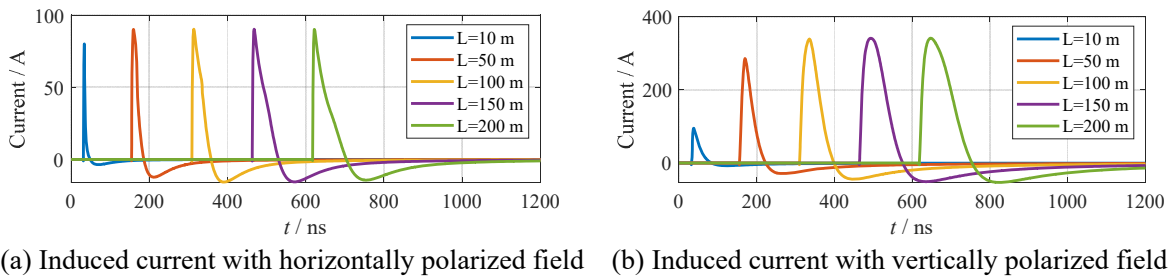 100
50
0
Current / A
L=10 m
L=50 m
L=100 m
L=150 m
L=200 m
0 200 400 600 800 1000 1200
t / ns
(a) Induced current with horizontally polarized field
400
200
0
Current / A
L=10 m
L=50 m
L=100 m
L=150 m
L=200 m
0 200 400 600 800 1000 1200
t / ns
(b) Induced current with vertically polarized field